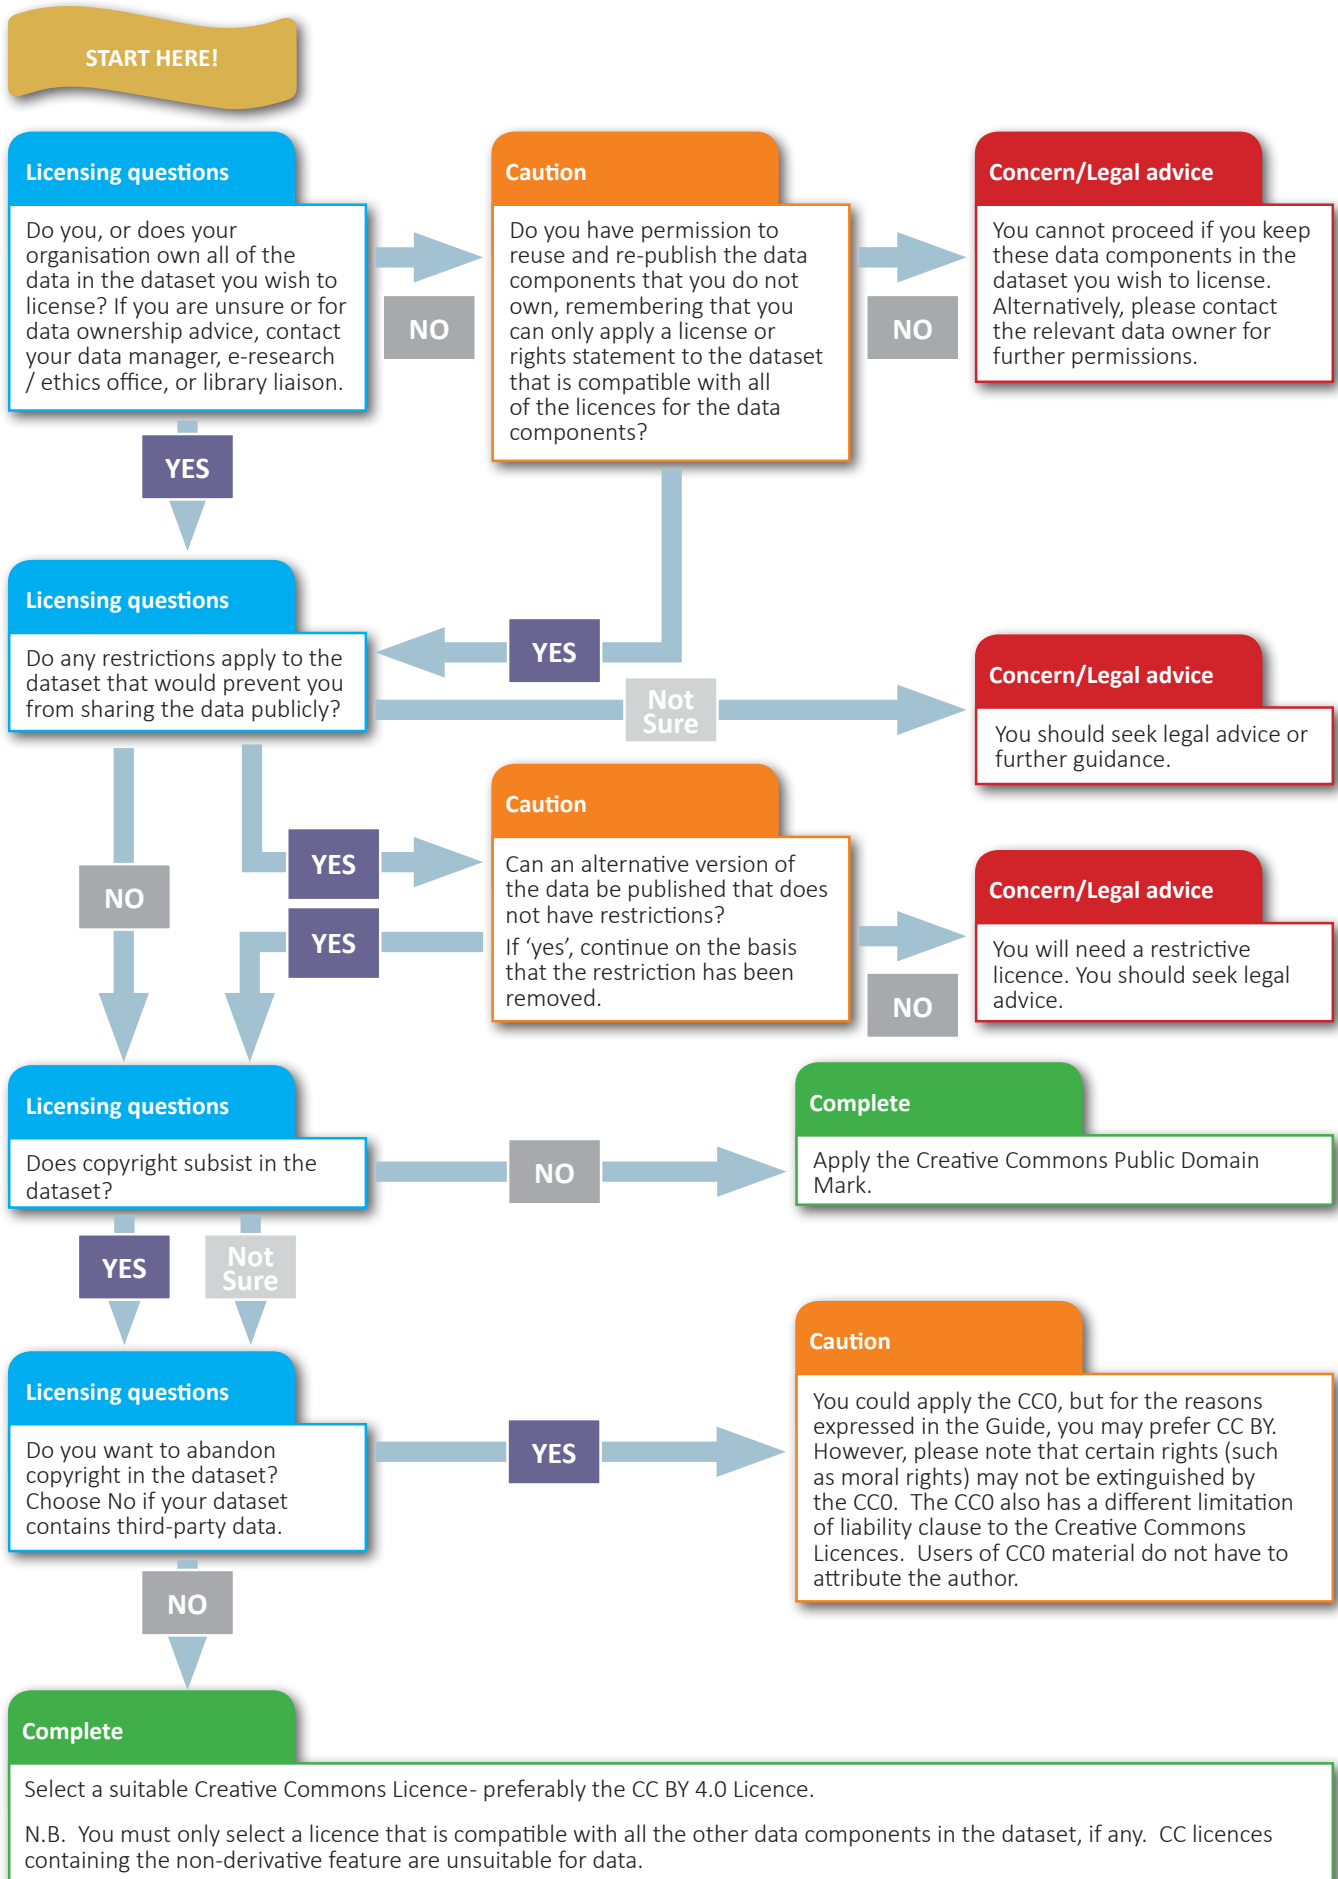 START HERE!
Licensing questions
Do you, or does your
organisation own all of the
data in the dataset you wish to
license? If you are unsure or for
data ownership advice, contact
your data manager, e-research
/ ethics office, or library liaison.
NO
Caution
Do you have permission to
reuse and re-publish the data
components that you do not
own, remembering that you
can only apply a license or
rights statement to the dataset
that is compatible with all
of the licences for the data
components?
NO
Concern/Legal advice
You cannot proceed if you keep
these data components in the
dataset you wish to license.
Alternatively, please contact
the relevant data owner for
further permissions.
YES
YES
Licensing questions
Do any restrictions apply to the
dataset that would prevent you
from sharing the data publicly?
Not
Sure
Concern/Legal advice
You should seek legal advice or
further guidance.
NO
YES
YES
Caution
Can an alternative version of
the data be published that does
not have restrictions?
If ‘yes’, continue on the basis
that the restriction has been
removed.
NO
Concern/Legal advice
You will need a restrictive
licence. You should seek legal
advice.
Licensing questions
Does copyright subsist in the
dataset?
NO
Complete
Apply the Creative Commons Public Domain
Mark.
YES
Not
Sure
Licensing questions
Do you want to abandon
copyright in the dataset?
Choose No if your dataset
contains third-party data.
YES
Caution
You could apply the CC0, but for the reasons
expressed in the Guide, you may prefer CC BY.
However, please note that certain rights (such
as moral rights) may not be extinguished by
the CC0.  The CC0 also has a different limitation
of liability clause to the Creative Commons
Licences.  Users of CC0 material do not have to
attribute the author.
NO
Complete
Select a suitable Creative Commons Licence- preferably the CC BY 4.0 Licence.
N.B.  You must only select a licence that is compatible with all the other data components in the dataset, if any.  CC licences
containing the non-derivative feature are unsuitable for data.